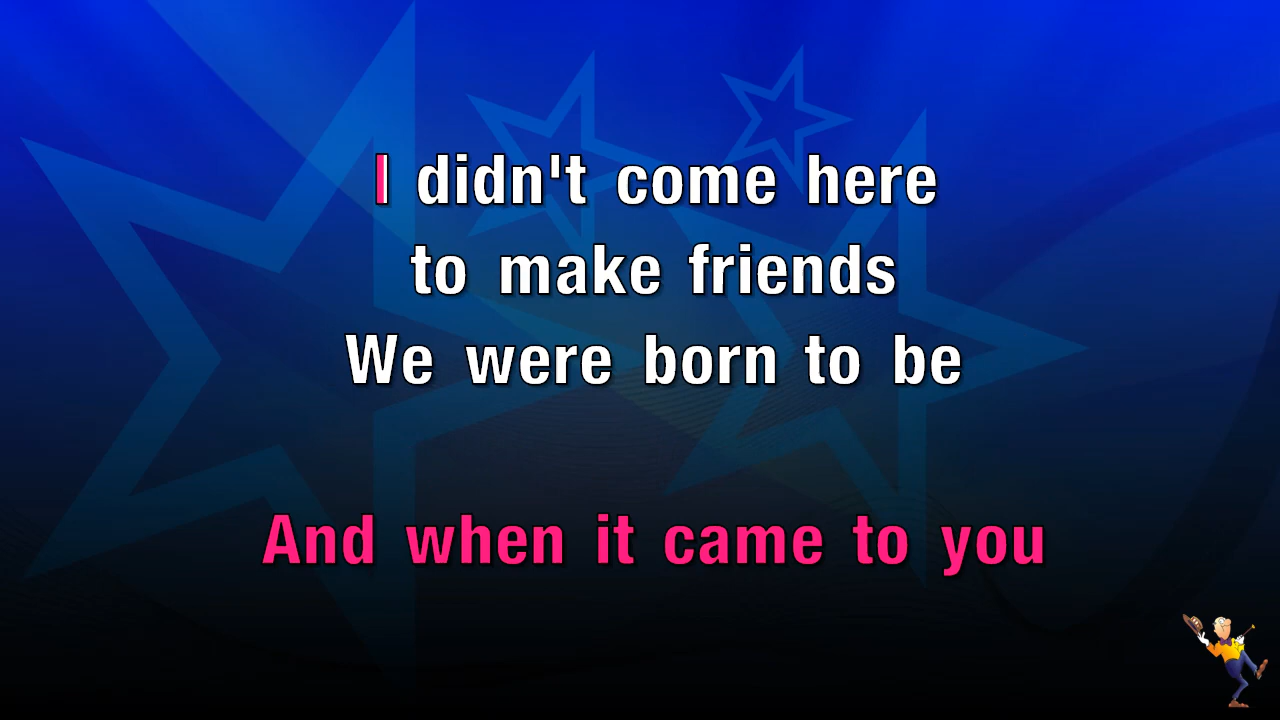 I didn't come here
to make friends
We were born to be
And when it came to you